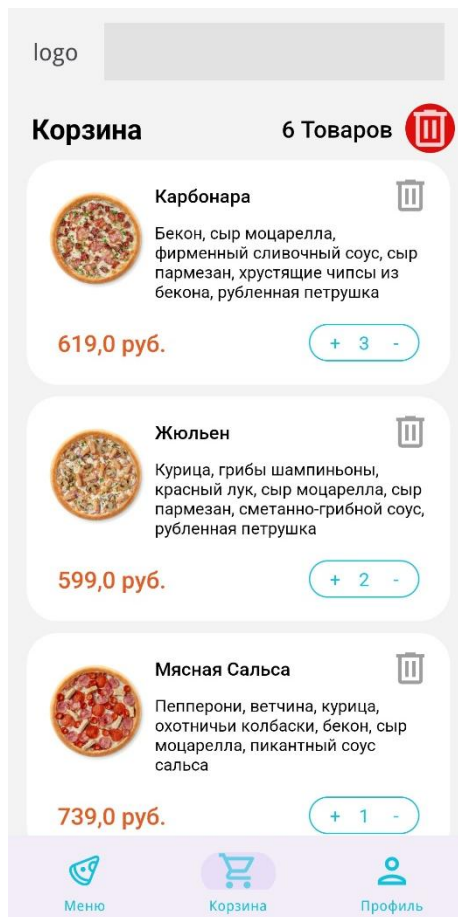 logo
Корзина
6 Товаров
Карбонара
Бекон, сыр моцарелла,
фирменный сливочный соус, сыр
пармезан, хрустящие чипсы из
бекона, рубленная петрушка
619,0 руб.
+ 3 -
Жюльен
Курица, грибы шампиньоны,
красный лук, сыр моцарелла, сыр
пармезан, сметанно-грибной соус,
рубленная петрушка
599,0 руб.
+ 2 -
Мясная Сальса
Пепперони, ветчина, курица,
охотничьи колбаски, бекон, сыр
моцарелла, пикантный соус
сальса
739,0 руб.
+ 1 -
Меню
Корзина
Профиль